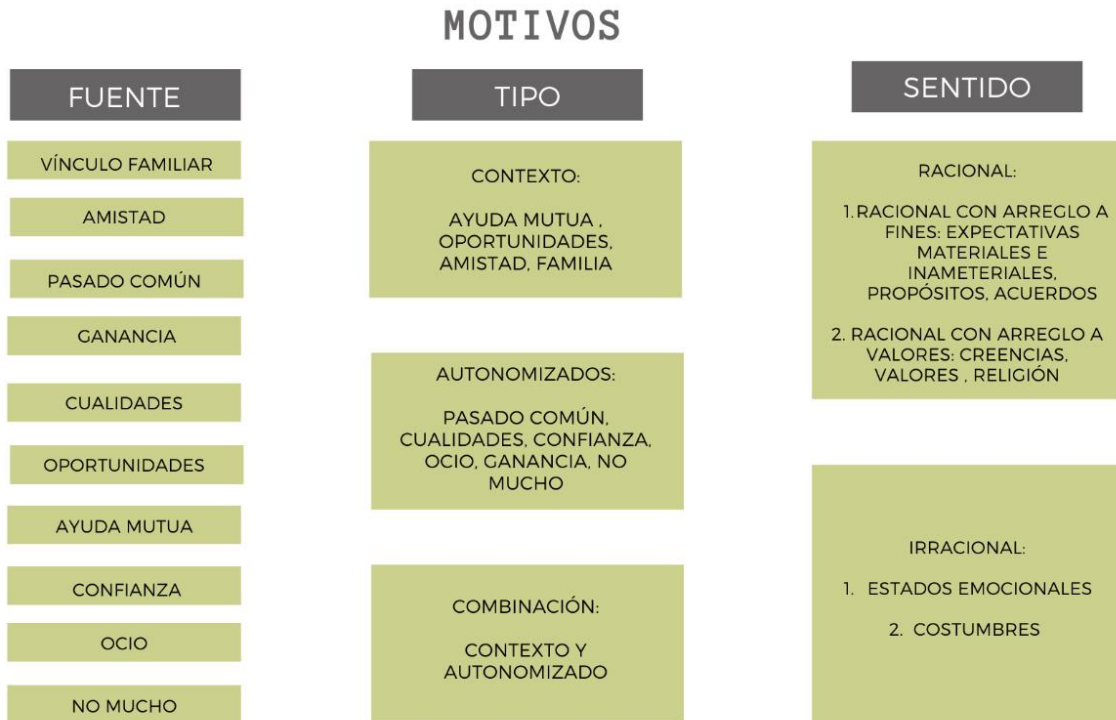 MOTIVOS
FUENTE
VÍNCULO FAMILIAR
AMISTAD
PASADO COMÚN
GANANCIA
CUALIDADES
OPORTUNIDADES
AYUDA MUTUA
CONFIANZA
OCIO
NO MUCHO
TIPO
CONTEXTO:
AYUDA MUTUA ,
OPORTUNIDADES,
AMISTAD, FAMILIA
AUTONOMIZADOS:
PASADO COMÚN,
CUALIDADES, CONFIANZA,
OCIO, GANANCIA, NO
MUCHO
COMBINACIÓN:
CONTEXTO Y
AUTONOMIZADO
SENTIDO
RACIONAL:
1. RACIONAL CON ARREGLO A
FINES: EXPECTATIVAS
MATERIALES E
INAMETERIALES,
PROPÓSITOS, ACUERDOS
2. RACIONAL CON ARREGLO A
VALORES: CREENCIAS,
VALORES , RELIGIÓN
IRRACIONAL:
1. ESTADOS EMOCIONALES
2. COSTUMBRES